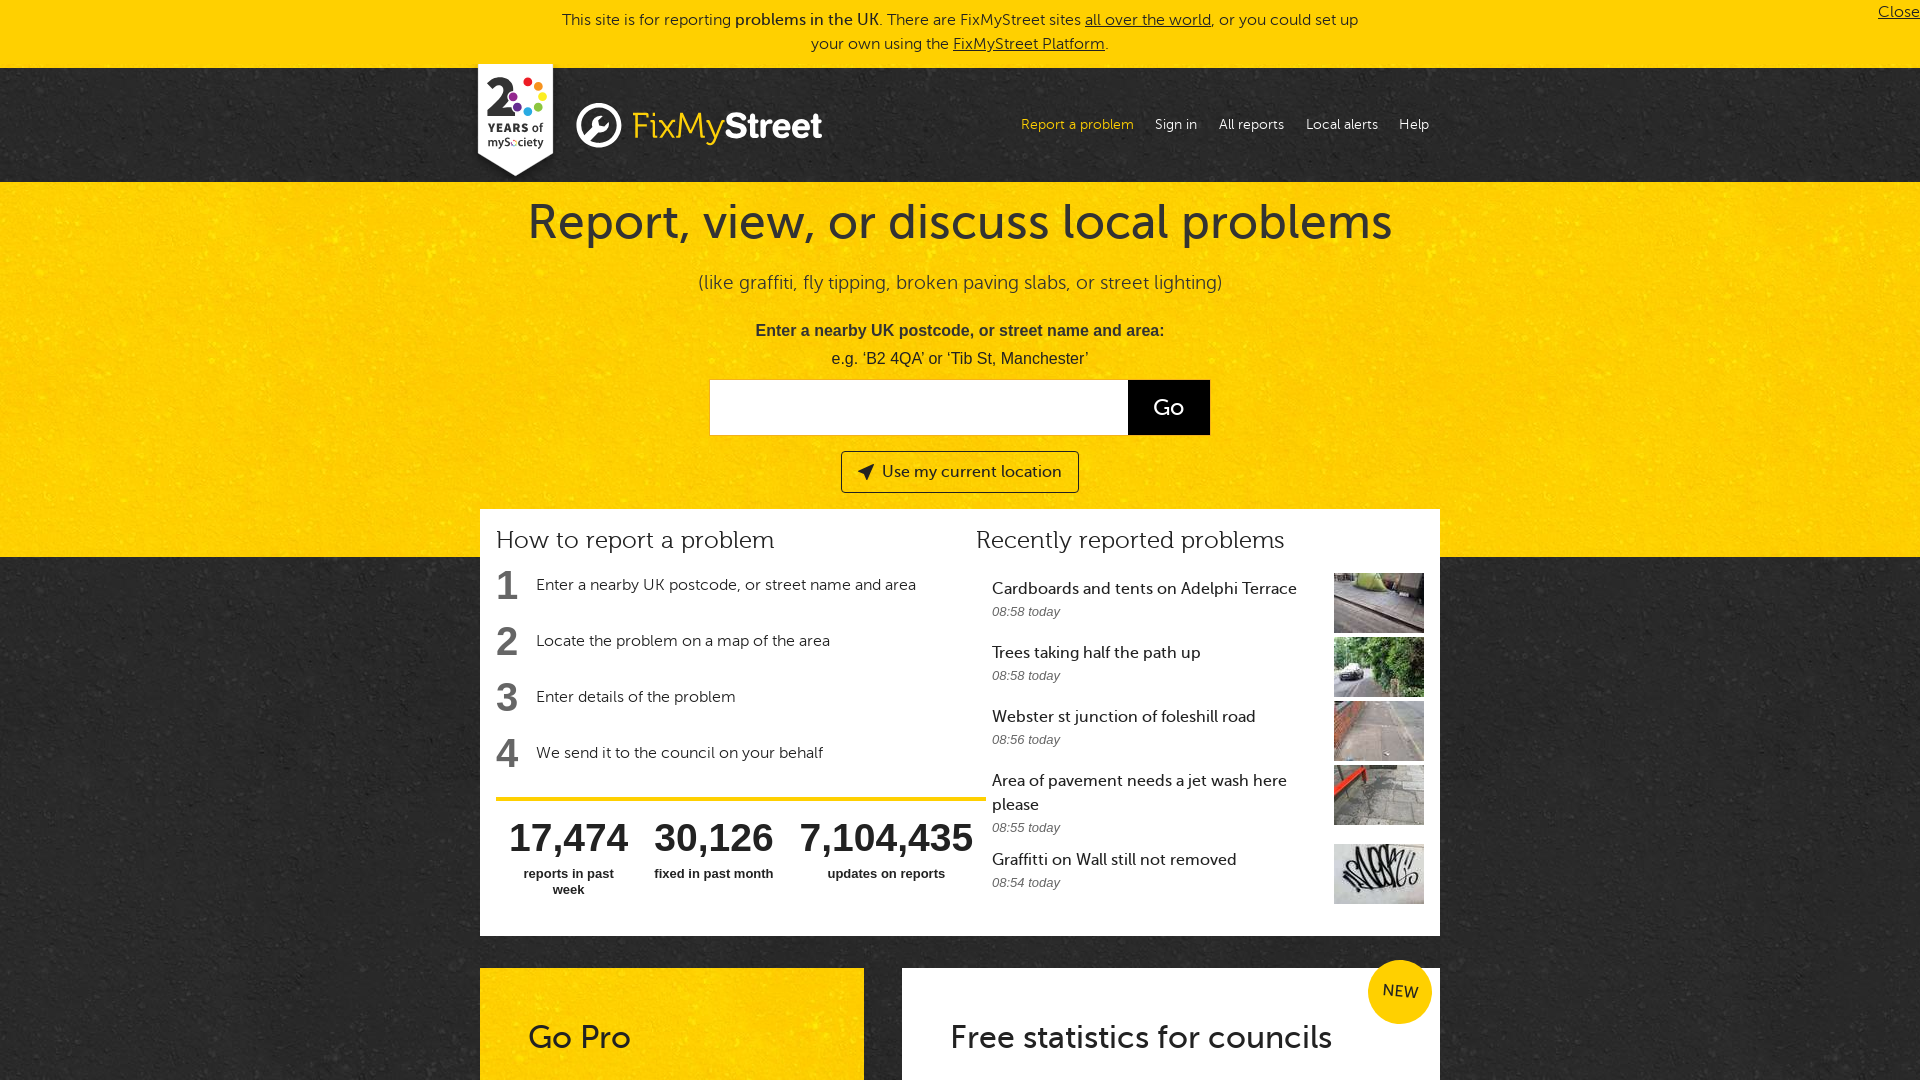 This site is for reporting problems in the UK. There are FixMyStreet sites all over the world, or you could set up
your own using the FixMyStreet Platform.
Close
20
YEARS of
mySociety
FixMyStreet
Report a problem
Sign in
All reports
Local alerts
Help
Report, view, or discuss local problems
(like graffiti, fly tipping, broken paving slabs, or street lighting)
Enter a nearby UK postcode, or street name and area:
e.g. ‘B2 4QA’ or ‘Tib St, Manchester’
Go
Use my current location
How to report a problem
1 Enter a nearby UK postcode, or street name and area
2 Locate the problem on a map of the area
3 Enter details of the problem
4 We send it to the council on your behalf
17,474
reports in past
week
30,126
fixed in past month
7,104,435
updates on reports
Recently reported problems
Cardboards and tents on Adelphi Terrace
08:58 today
Trees taking half the path up
08:58 today
Webster st junction of foleshill road
08:56 today
Area of pavement needs a jet wash here
please
08:55 today
Graffitti on Wall still not removed
08:54 today
Go Pro
NEW
Free statistics for councils